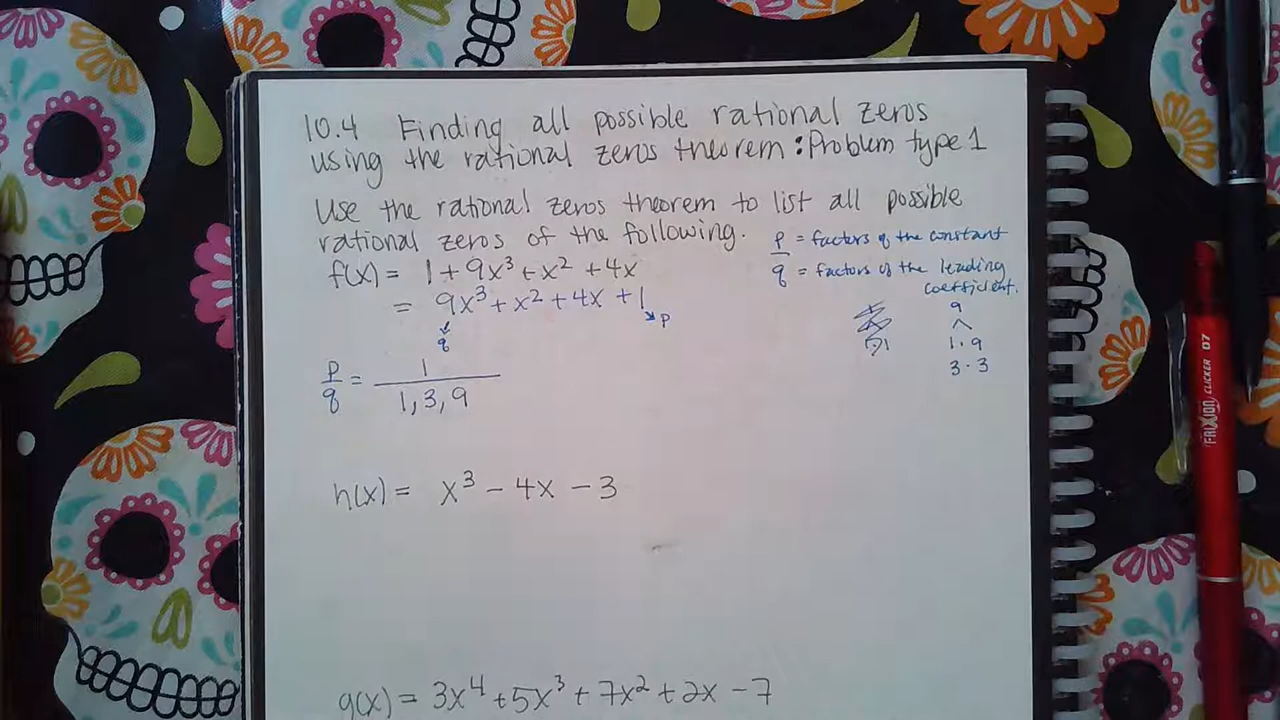 10.4 Finding all possible rational zeros
using the rational zeros theorem: Problem type 1
Use the rational zeros theorem to list all possible
rational zeros of the following.
p = factors of the constant
q = factors of the leading
coefficient.
f(x) = 1 + 9x³ + x² + 4x
= 9x³ + x² + 4x + 1
q
p
9
1·9
3·3
p/q = 1/1,3,9
h(x) = x³ - 4x - 3
g(x) = 3x⁴ + 5x³ + 7x² + 2x - 7
FRIXION CLICKER 07